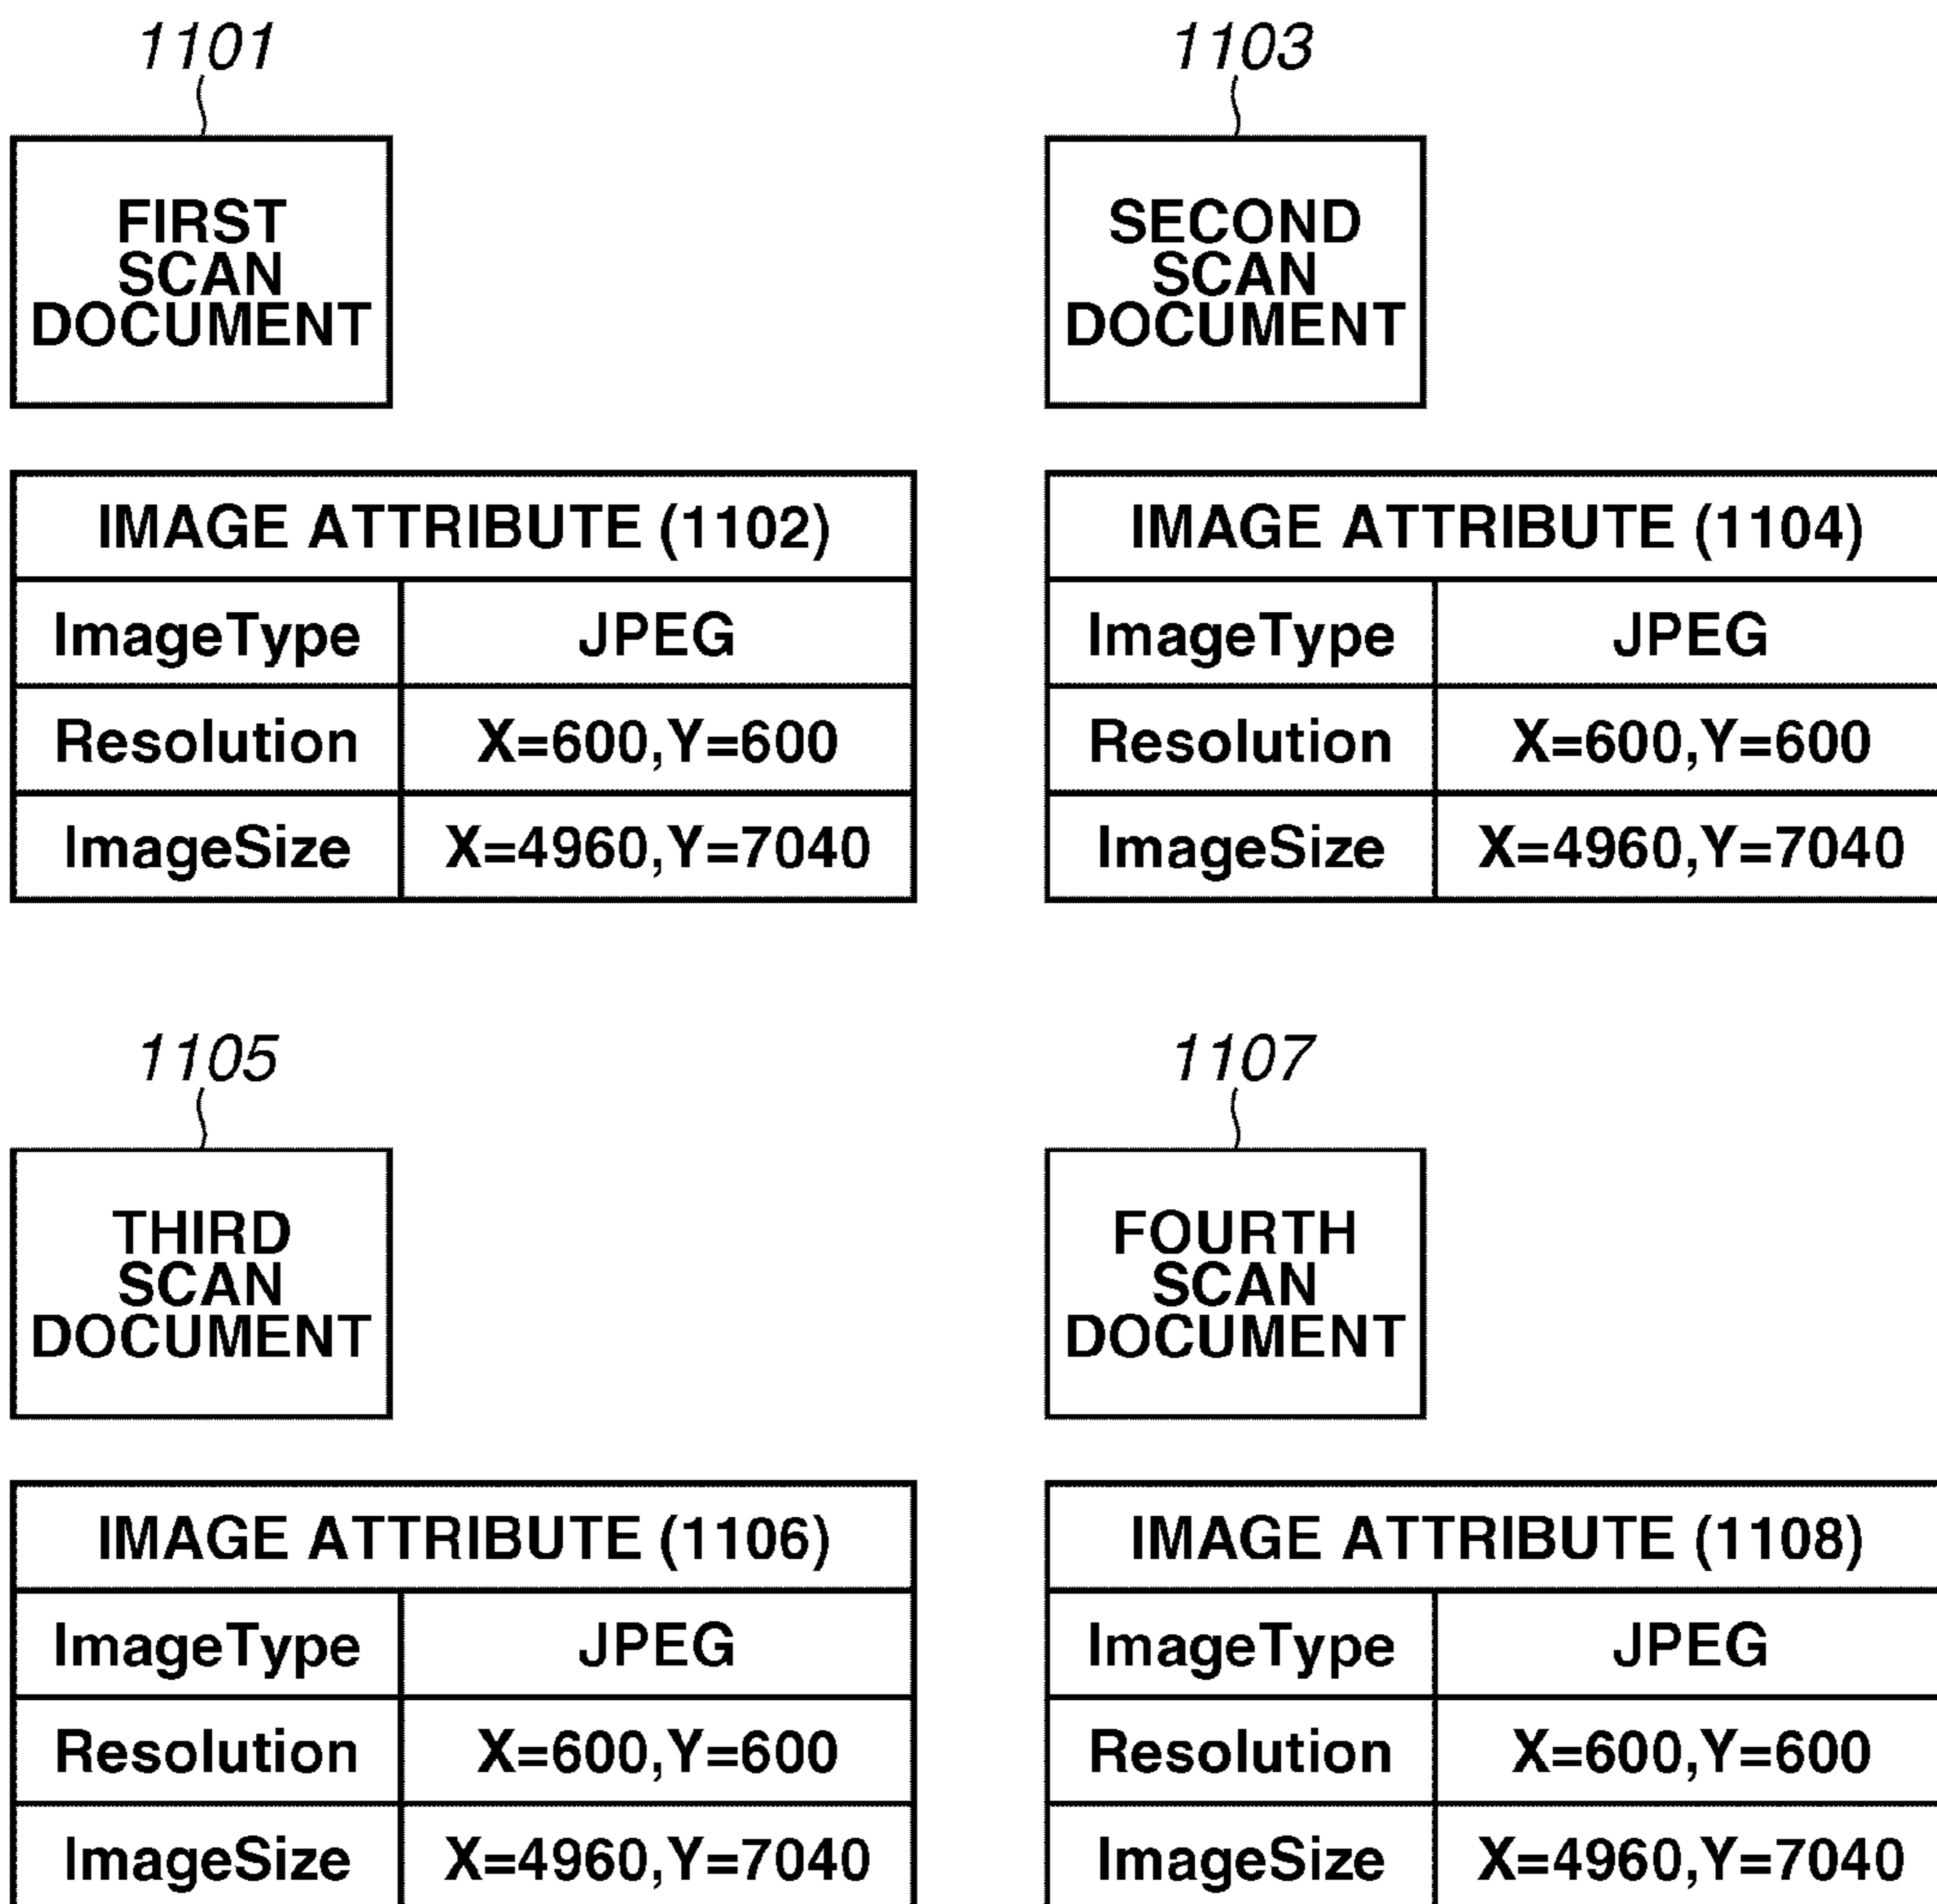 1101
FIRST
SCAN
DOCUMENT
IMAGE ATTRIBUTE (1102)
ImageType JPEG
Resolution X=600,Y=600
ImageSize X=4960,Y=7040
1103
SECOND
SCAN
DOCUMENT
IMAGE ATTRIBUTE (1104)
ImageType JPEG
Resolution X=600,Y=600
ImageSize X=4960,Y=7040
1105
THIRD
SCAN
DOCUMENT
IMAGE ATTRIBUTE (1106)
ImageType JPEG
Resolution X=600,Y=600
ImageSize X=4960,Y=7040
1107
FOURTH
SCAN
DOCUMENT
IMAGE ATTRIBUTE (1108)
ImageType JPEG
Resolution X=600,Y=600
ImageSize X=4960,Y=7040